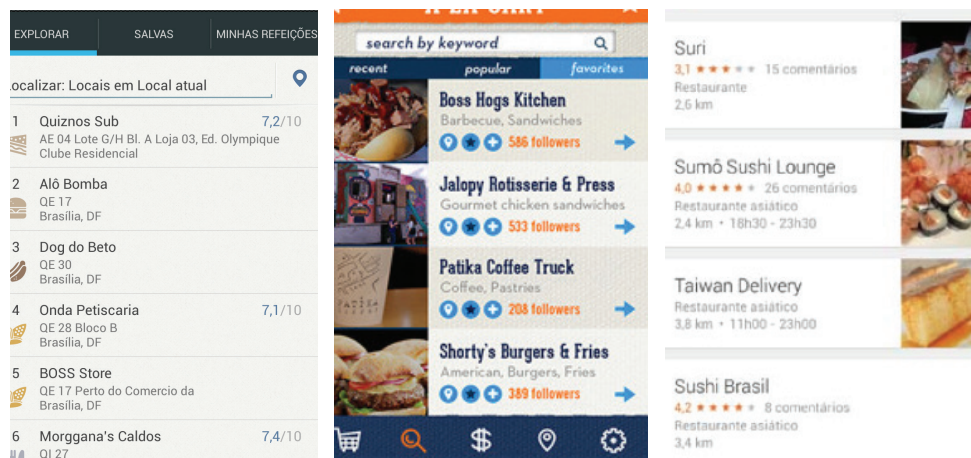 EXPLORAR
SALVAS
MINHAS REFEIÇÕES
ocalizar: Locais em Local atual
1 Quiznos Sub 7,2/10
AE 04 Lote G/H Bl. A Loja 03, Ed. Olympique
Clube Residencial
2 Alô Bomba
QE 17
Brasília, DF
3 Dog do Beto
QE 30
Brasília, DF
4 Onda Petiscaria 7,1/10
QE 28 Bloco B
Brasília, DF
5 BOSS Store
QE 17 Perto do Comercio da
Brasília, DF
6 Morggana's Caldos 7,4/10
QI 27
search by keyword
recent
popular
favorites
Boss Hogs Kitchen
Barbecue, Sandwiches
586 followers
Jalopy Rotisserie & Press
Gourmet chicken sandwiches
533 followers
Patika Coffee Truck
Coffee, Pastries
208 followers
Shorty's Burgers & Fries
American, Burgers, Fries
389 followers
Suri
3,1 15 comentários
Restaurante
2,6 km
Sumô Sushi Lounge
4,0 26 comentários
Restaurante asiático
2,4 km • 18h30 - 23h30
Taiwan Delivery
Restaurante asiático
3,8 km • 11h00 - 23h00
Sushi Brasil
4,2 8 comentários
Restaurante asiático
3,4 km